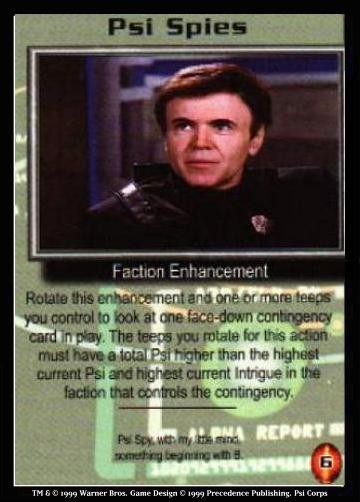 Psi Spies
Faction Enhancement
Rotate this enhancement and one or more teeps
you control to look at one face-down contingency
card in play. The teeps you rotate for this action
must have a total Psi higher than the highest
current Psi and highest current Intrigue in the
faction that controls the contingency.
Psi Spy, with my little mind,
something beginning with B.
ALPHA REPORT
6
TM & © 1999 Warner Bros. Game Design © 1999 Precedence Publishing. Psi Corps